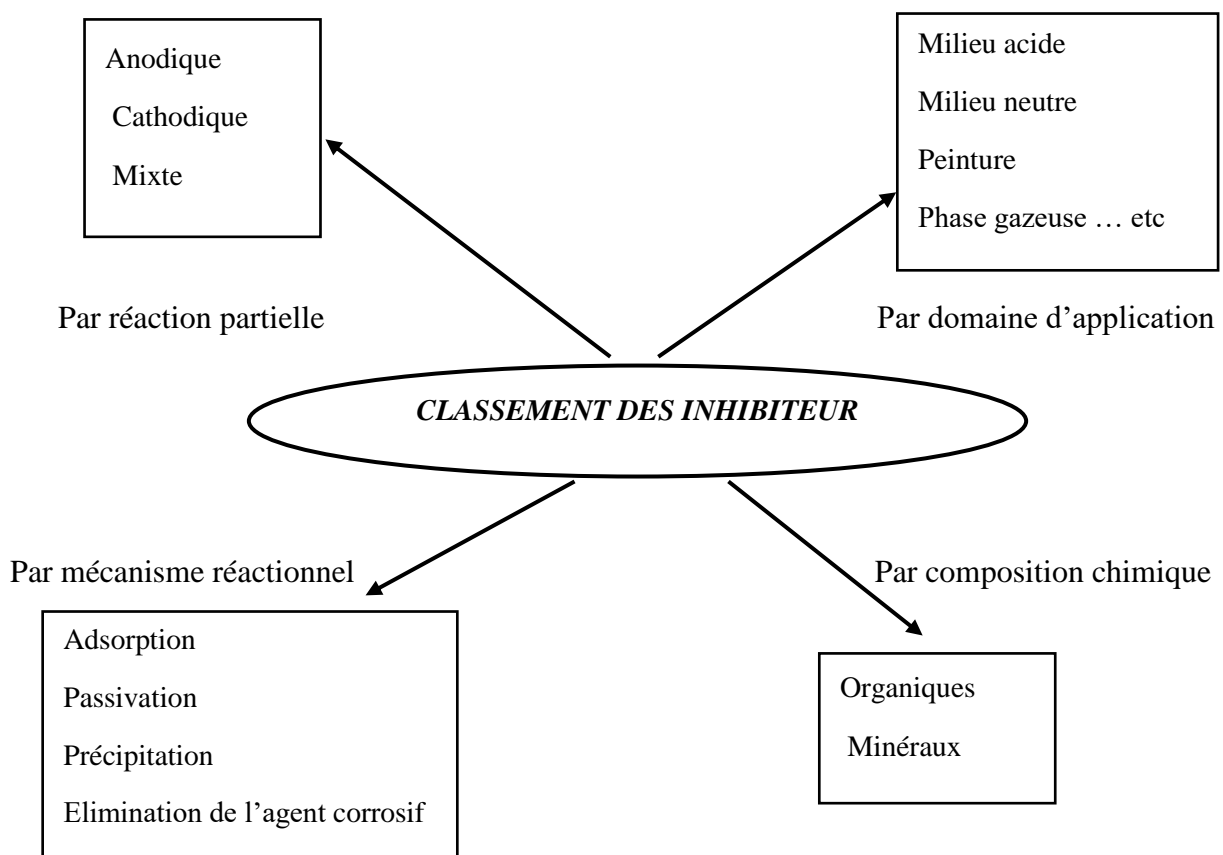 Anodique
Cathodique
Mixte
Milieu acide
Milieu neutre
Peinture
Phase gazeuse … etc
Par réaction partielle
Par domaine d’application
CLASSEMENT DES INHIBITEUR
Par mécanisme réactionnel
Par composition chimique
Adsorption
Passivation
Précipitation
Elimination de l’agent corrosif
Organiques
Minéraux